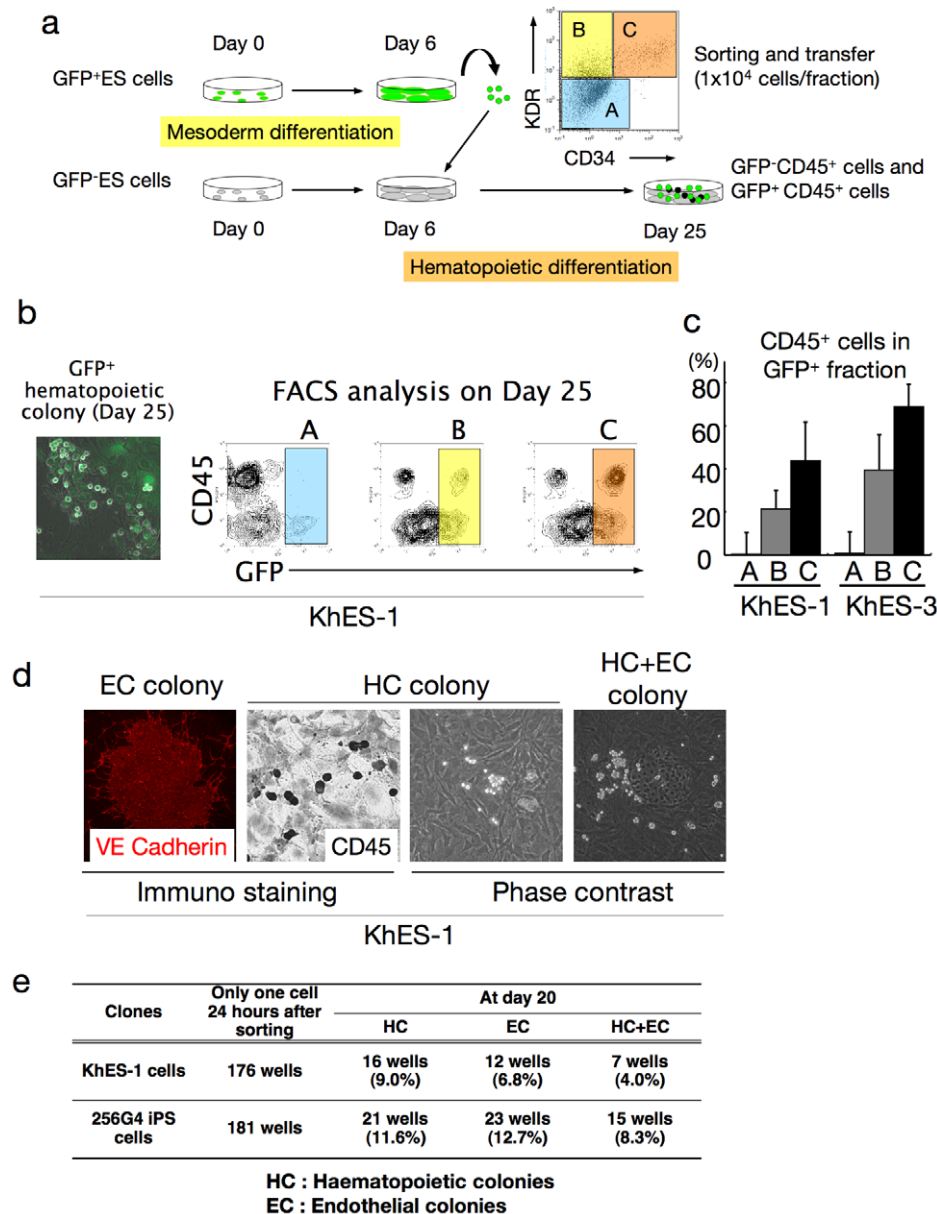 a
Day 0
Day 6
GFP⁺ES cells
B
C
A
KDR
CD34
Sorting and transfer
(1x10⁴ cells/fraction)
Mesoderm differentiation
GFP⁻ES cells
GFP⁻CD45⁺ cells and
GFP⁺ CD45⁺ cells
Day 0
Day 6
Day 25
Hematopoietic differentiation
b
GFP⁺
hematopoietic
colony (Day 25)
FACS analysis on Day 25
A
B
C
CD45
GFP
KhES-1
c
CD45⁺ cells in
GFP⁺ fraction
(%)
80
60
40
20
0
A B C
A B C
KhES-1
KhES-3
d
EC colony
HC colony
HC+EC
colony
VE Cadherin
CD45
Immuno staining
Phase contrast
KhES-1
e
Clones
Only one cell
24 hours after
sorting
At day 20
HC
EC
HC+EC
KhES-1 cells
176 wells
16 wells
(9.0%)
12 wells
(6.8%)
7 wells
(4.0%)
256G4 iPS
cells
181 wells
21 wells
(11.6%)
23 wells
(12.7%)
15 wells
(8.3%)
HC : Haematopoietic colonies
EC : Endothelial colonies